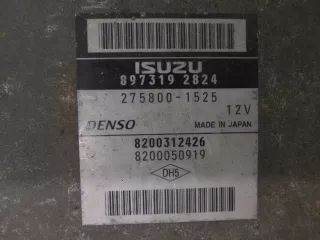 ISUZU
897319 2824
275800-1525
12V
DENSO MADE IN JAPAN
8200312426
8200050919
DH5